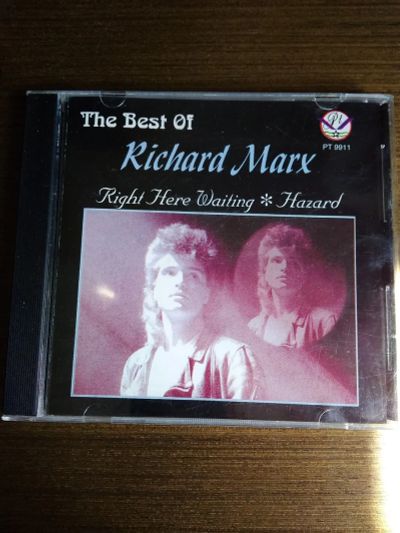 The Best Of
Richard Marx
Right Here Waiting * Hazard
PT 9911